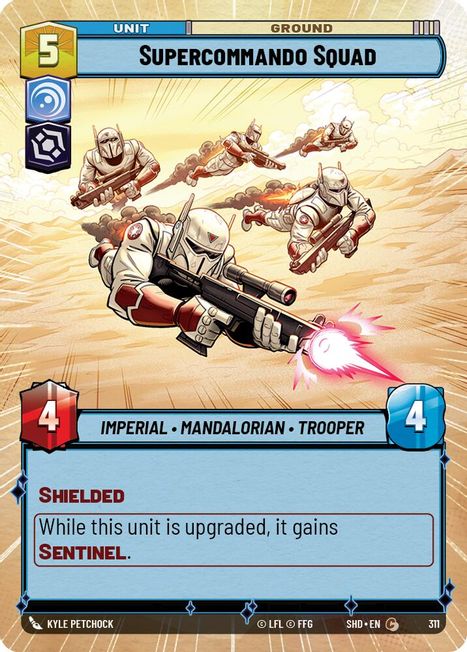 UNIT
GROUND
5
SUPERCOMMANDO SQUAD
4
IMPERIAL • MANDALORIAN • TROOPER
4
SHIELDED
While this unit is upgraded, it gains
SENTINEL.
KYLE PETCHOCK
© LFL © FFG
SHD • EN
C
311